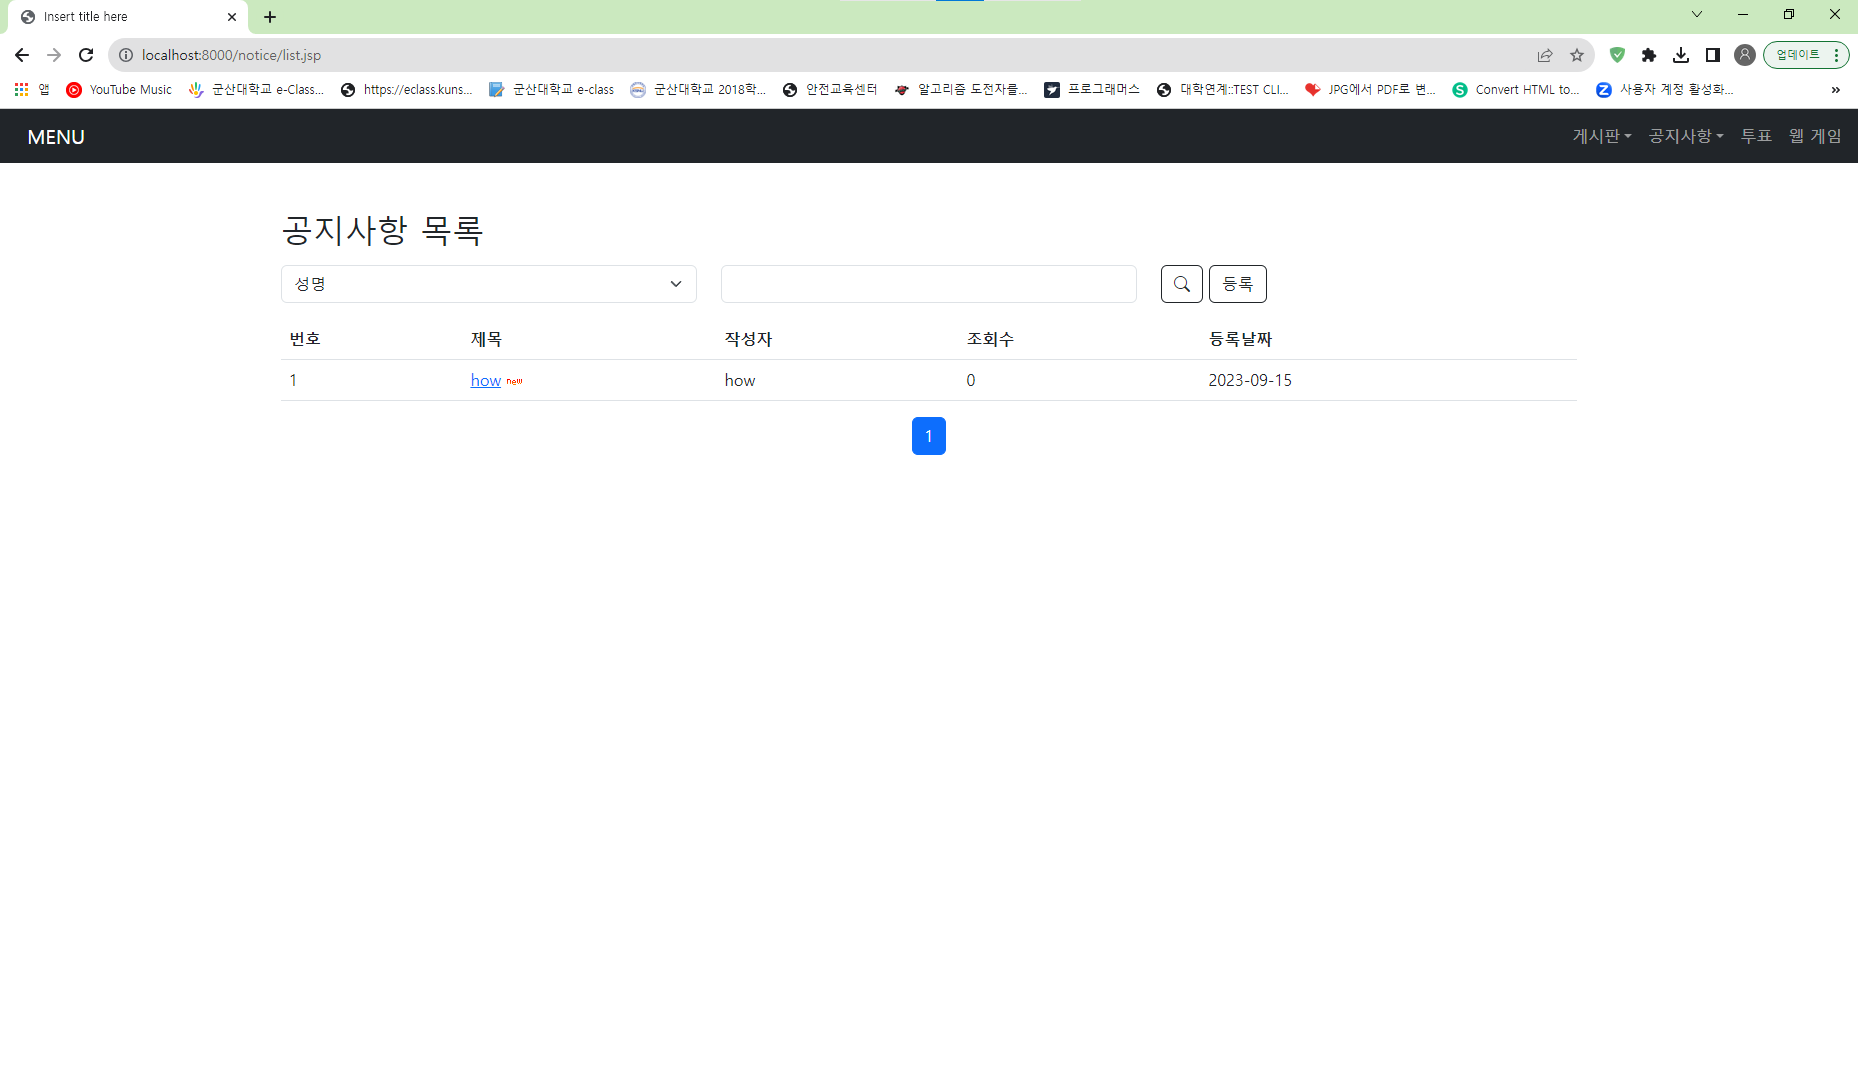 Insert title here
localhost:8000/notice/list.jsp
업데이트
앱 YouTube Music 군산대학교 e-Class... https://eclass.kuns... 군산대학교 e-class 군산대학교 2018학... 안전교육센터 알고리즘 도전자를... 프로그래머스 대학연계::TEST CLI... JPG에서 PDF로 변... Convert HTML to... 사용자 계정 활성화... »
MENU 게시판 공지사항 투표 웹 게임
공지사항 목록
성명 등록
번호 제목 작성자 조회수 등록날짜
1 how new how 0 2023-09-15
1